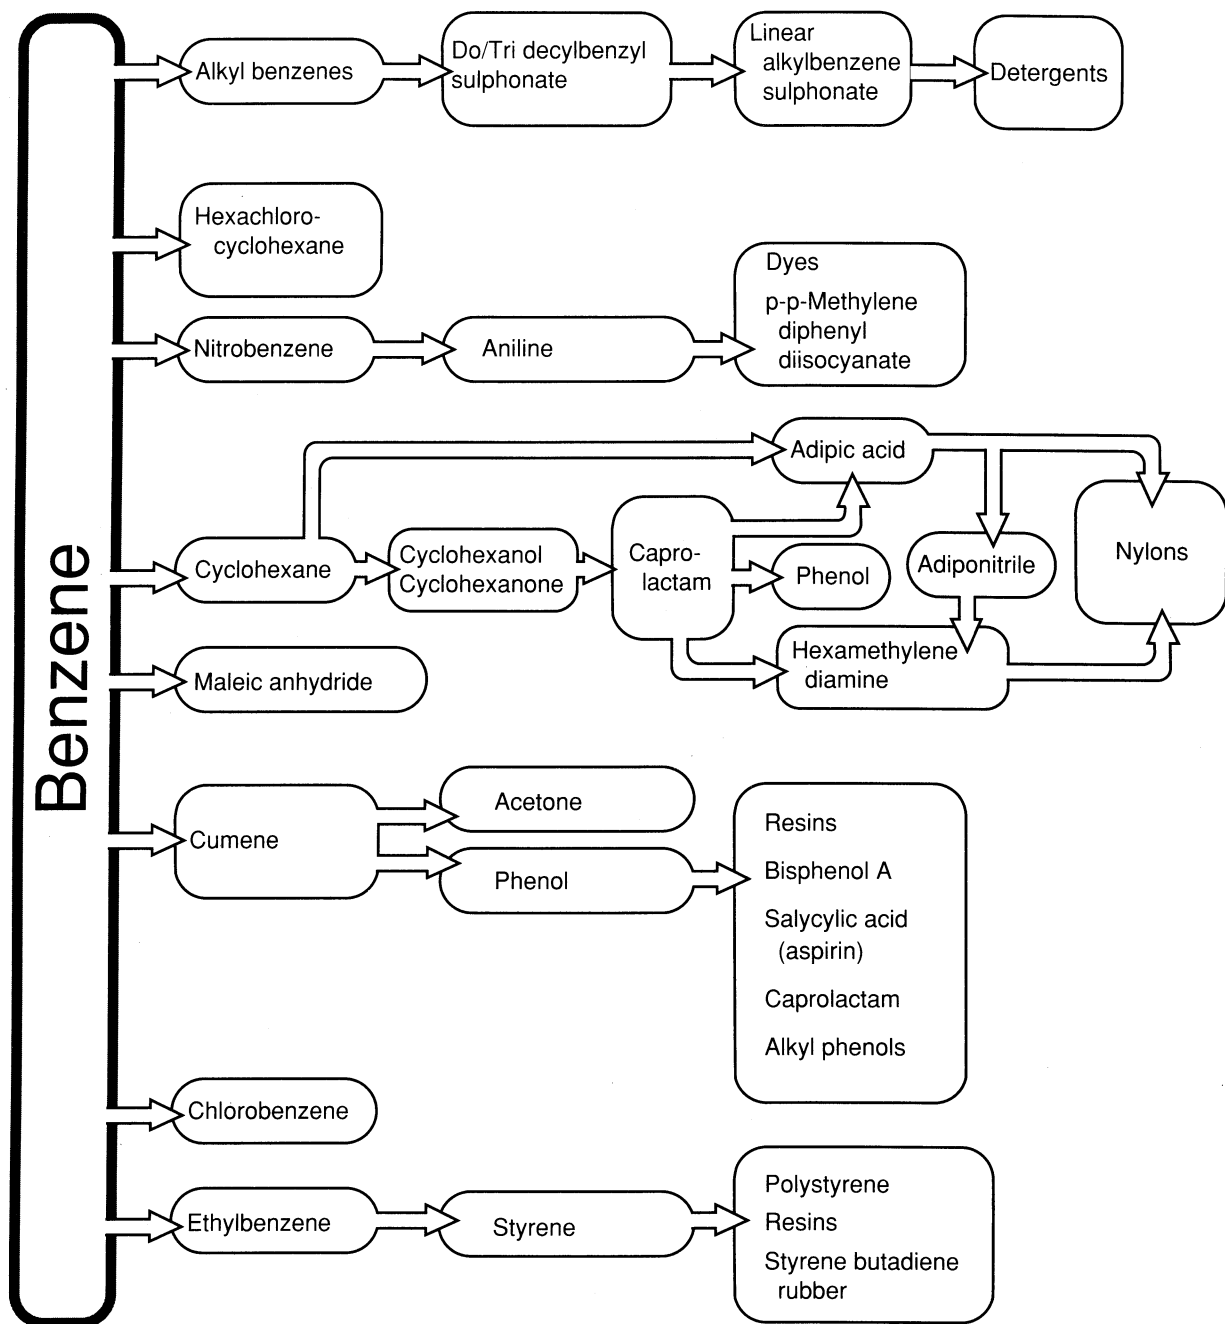 Benzene
Alkyl benzenes
Do/Tri decylbenzyl
sulphonate
Linear
alkylbenzene
sulphonate
Detergents
Hexachloro-
cyclohexane
Nitrobenzene
Aniline
Dyes
p-p-Methylene
diphenyl
diisocyanate
Cyclohexane
Cyclohexanol
Cyclohexanone
Capro-
lactam
Adipic acid
Phenol
Hexamethylene
diamine
Adiponitrile
Nylons
Maleic anhydride
Cumene
Acetone
Phenol
Resins
Bisphenol A
Salycylic acid
(aspirin)
Caprolactam
Alkyl phenols
Chlorobenzene
Ethylbenzene
Styrene
Polystyrene
Resins
Styrene butadiene
rubber